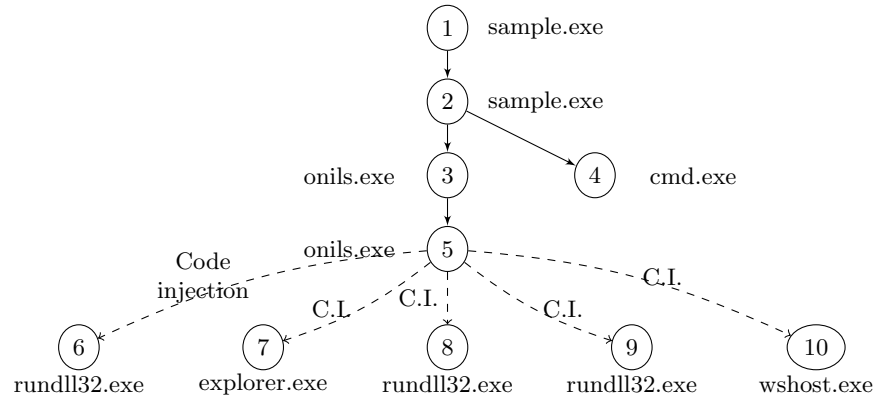 1 sample.exe
2 sample.exe
onils.exe 3 4 cmd.exe
onils.exe 5
Code
injection
C.I. C.I. C.I. C.I.
6 7 8 9 10
rundll32.exe explorer.exe rundll32.exe rundll32.exe wshost.exe